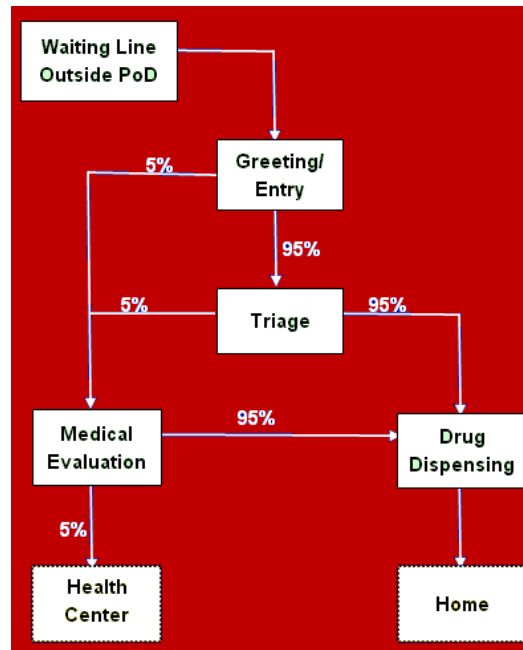 Waiting Line
Outside PoD
5%
Greeting/
Entry
95%
5%
Triage
95%
Medical
Evaluation
95%
Drug
Dispensing
5%
Health
Center
Home